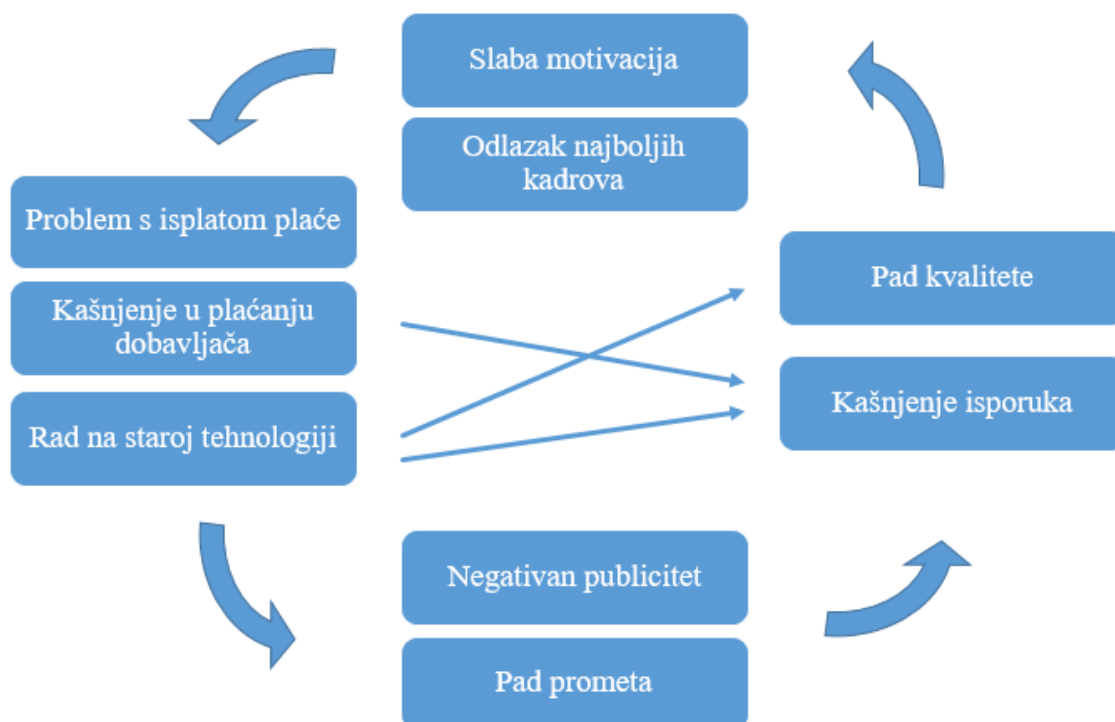 Slaba motivacija
Odlazak najboljih
kadrova
Problem s isplatom plaće
Kašnjenje u plaćanju
dobavljača
Rad na staroj tehnologiji
Pad kvalitete
Kašnjenje isporuka
Negativan publicitet
Pad prometa